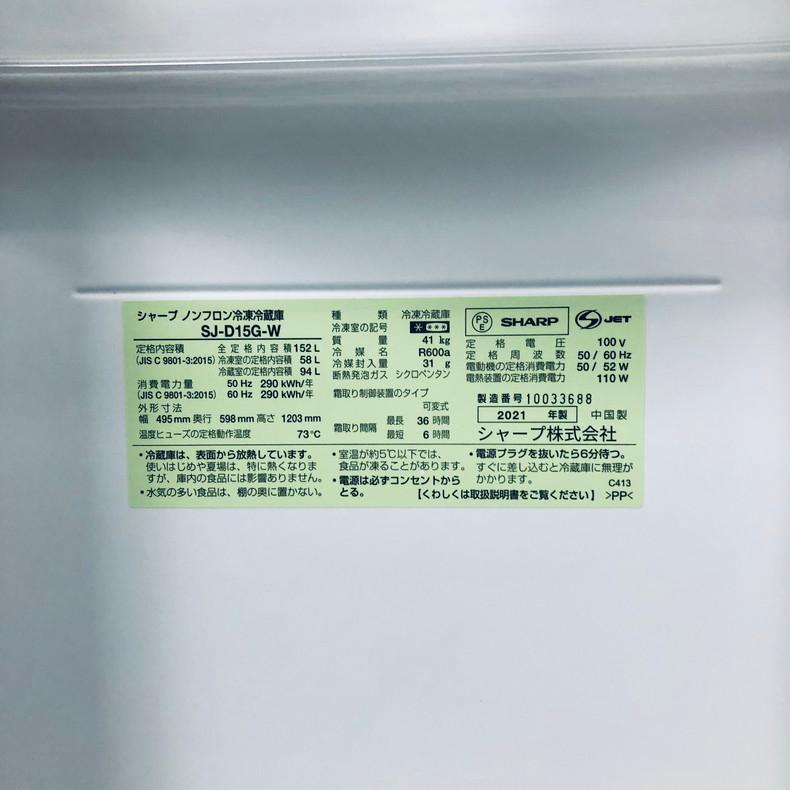 シャープ ノンフロン冷凍冷蔵庫
SJ-D15G-W
定格内容積 全定格内容積 152 L
(JIS C 9801-3:2015) 冷凍室の定格内容積 58 L
冷蔵室の定格内容積 94 L
消費電力量 50 Hz 290 kWh/年
(JIS C 9801-3:2015) 60 Hz 290 kWh/年
外形寸法
幅 495 mm 奥行 598 mm 高さ 1203 mm
温度ヒューズの定格動作温度 73℃
種類 冷凍冷蔵庫
冷凍室の記号 * ***
質量 41 kg
冷媒名 R600a
冷媒封入量 31 g
断熱発泡ガス シクロペンタン
霜取り制御装置のタイプ
可変式
霜取り間隔 最長 36 時間
最短 6 時間
PSE SHARP S JET
定格電圧 100 V
定格周波数 50 / 60 Hz
電動機の定格消費電力 50 / 52 W
電熱装置の定格消費電力 110 W
製造番号 10033688
2021 年製 中国製
シャープ株式会社
・冷蔵庫は、表面から放熱しています。
使いはじめや夏場は、特に熱くなりま
すが、庫内の食品には影響ありません。
・水気の多い食品は、棚の奥に置かない。
・室温が約5℃以下では、
食品が凍ることがあります。
・電源は必ずコンセントから
とる。
・電源プラグを抜いたら6分待つ。
すぐに差し込むと冷蔵庫に無理が
かかります。
C413
【くわしくは取扱説明書をご覧ください】 >PP<